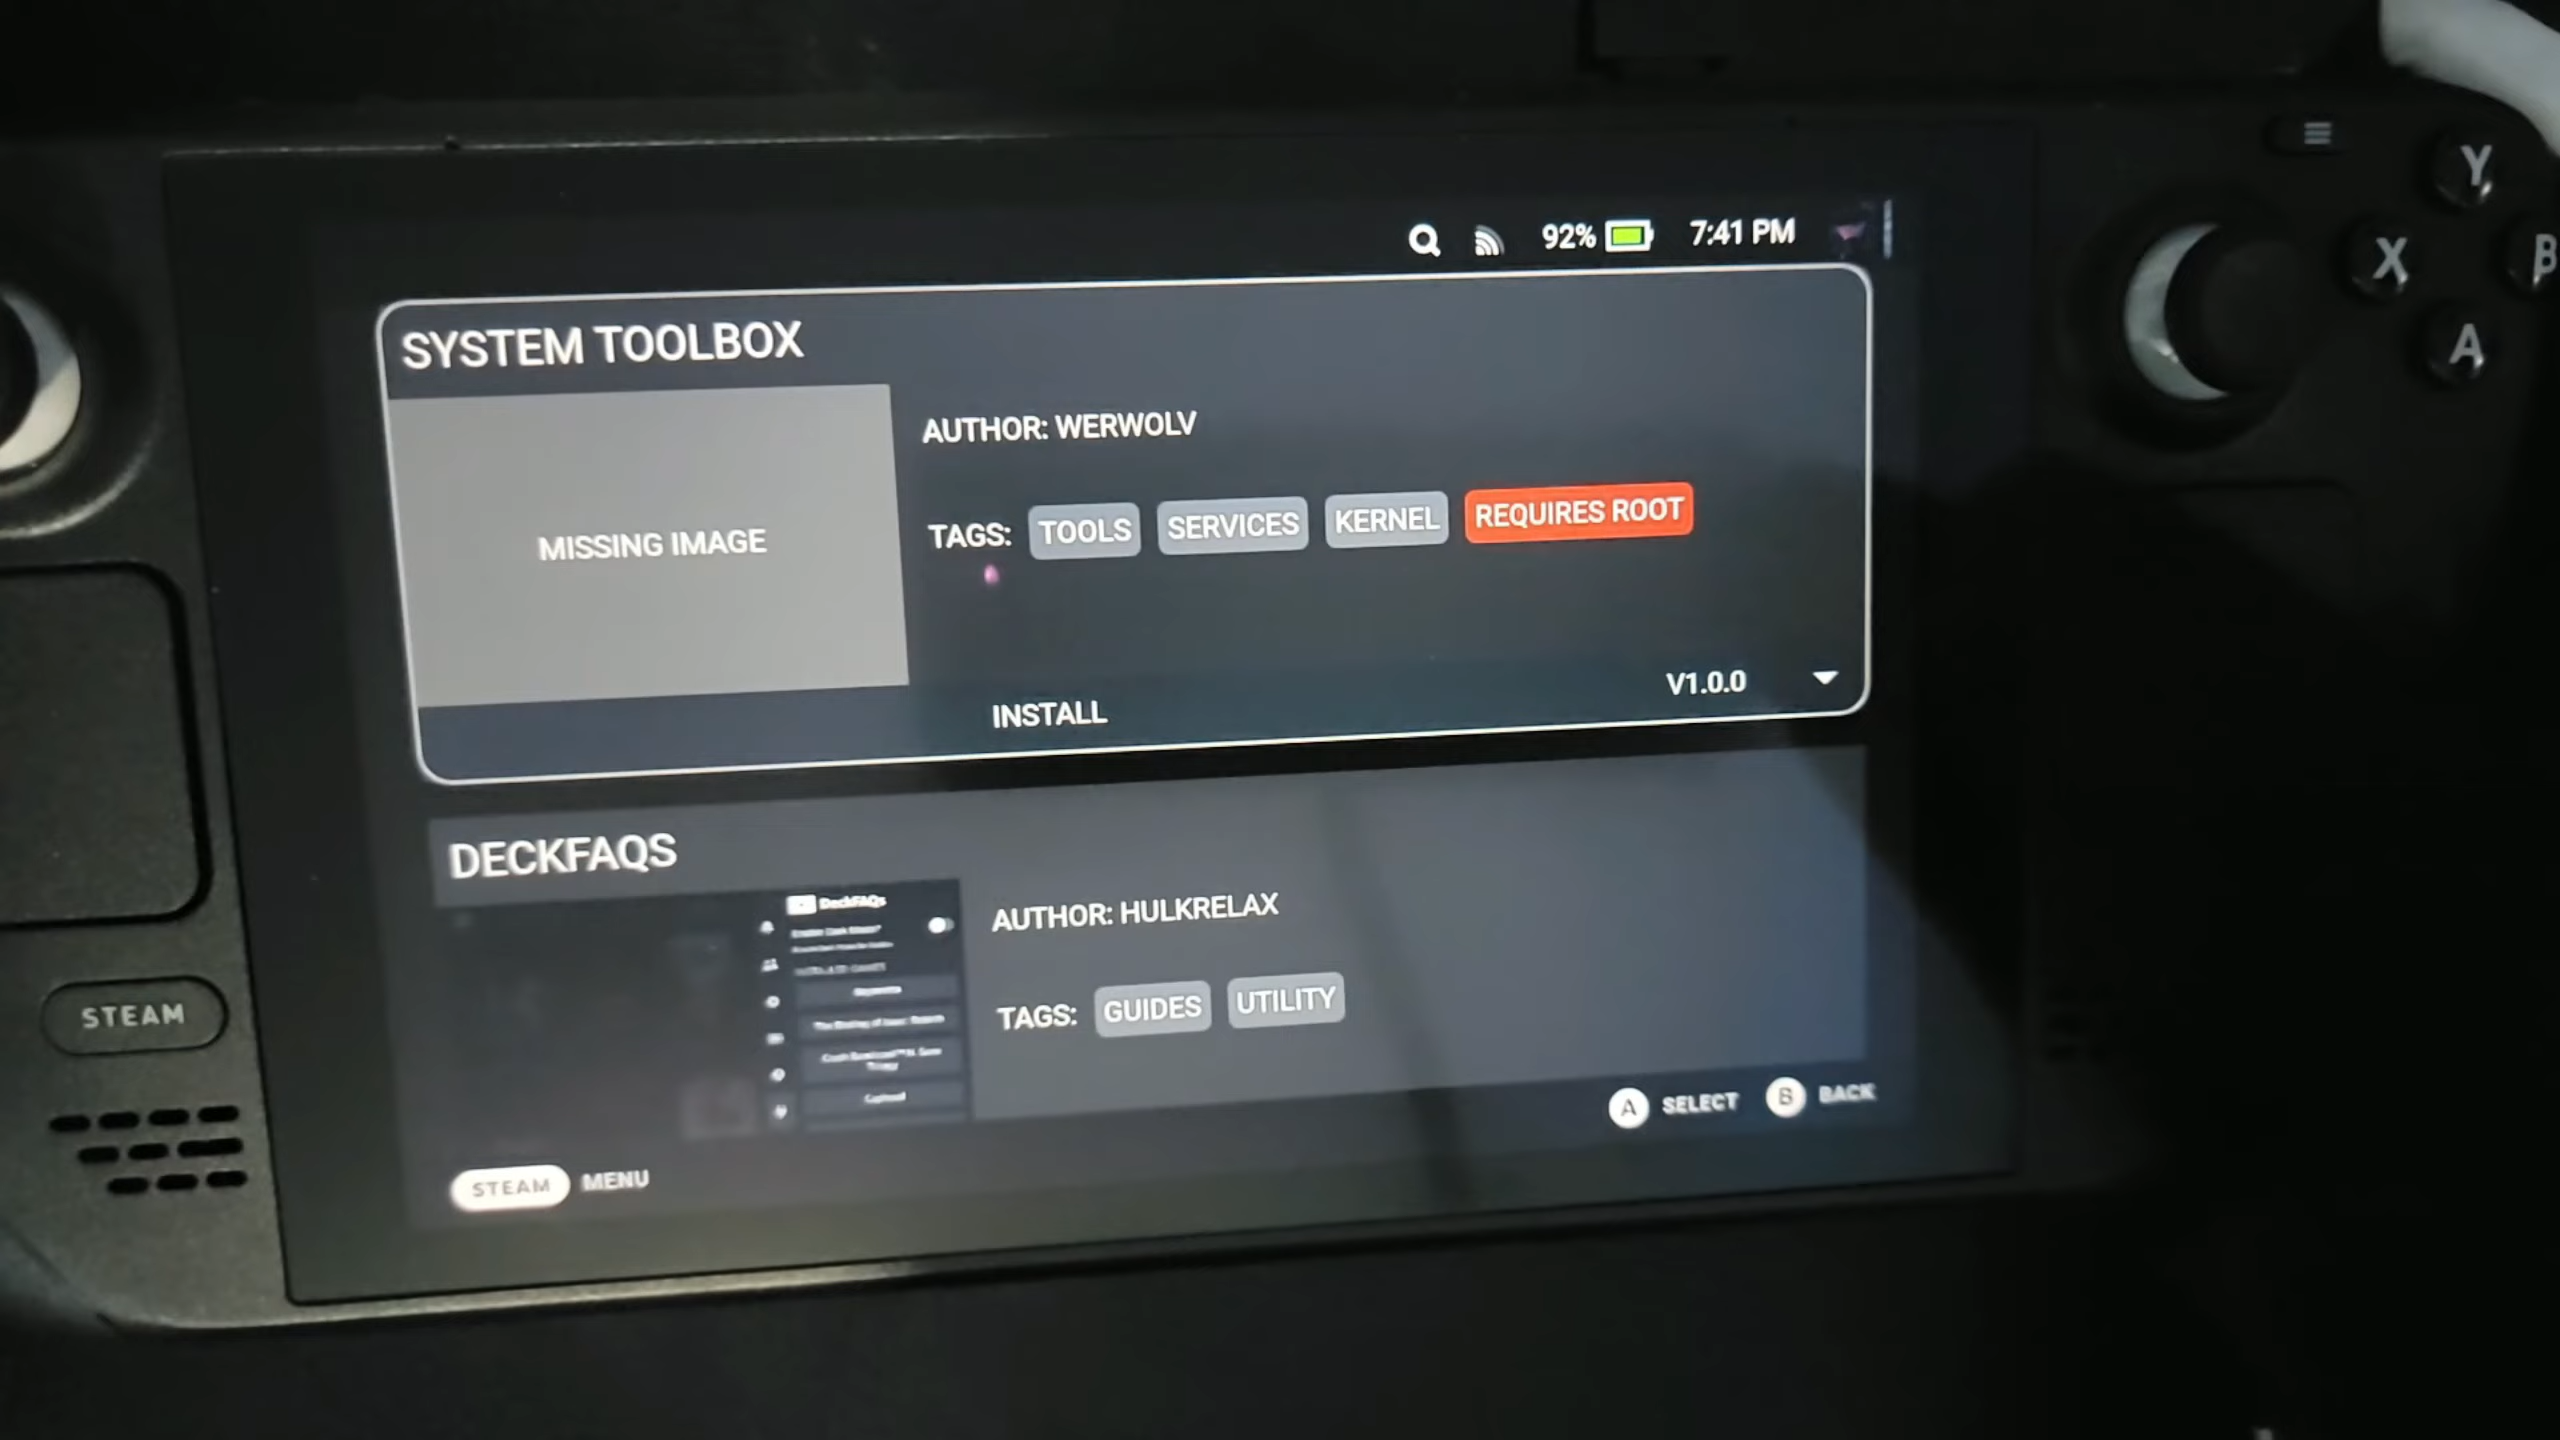 92% 7:41 PM
Y
X
B
A
SYSTEM TOOLBOX
MISSING IMAGE
AUTHOR: WERWOLV
TAGS: TOOLS SERVICES KERNEL REQUIRES ROOT
INSTALL
V1.0.0
DECKFAQS
DeckFAQs
AUTHOR: HULKRELAX
TAGS: GUIDES UTILITY
STEAM
A SELECT B BACK
STEAM MENU